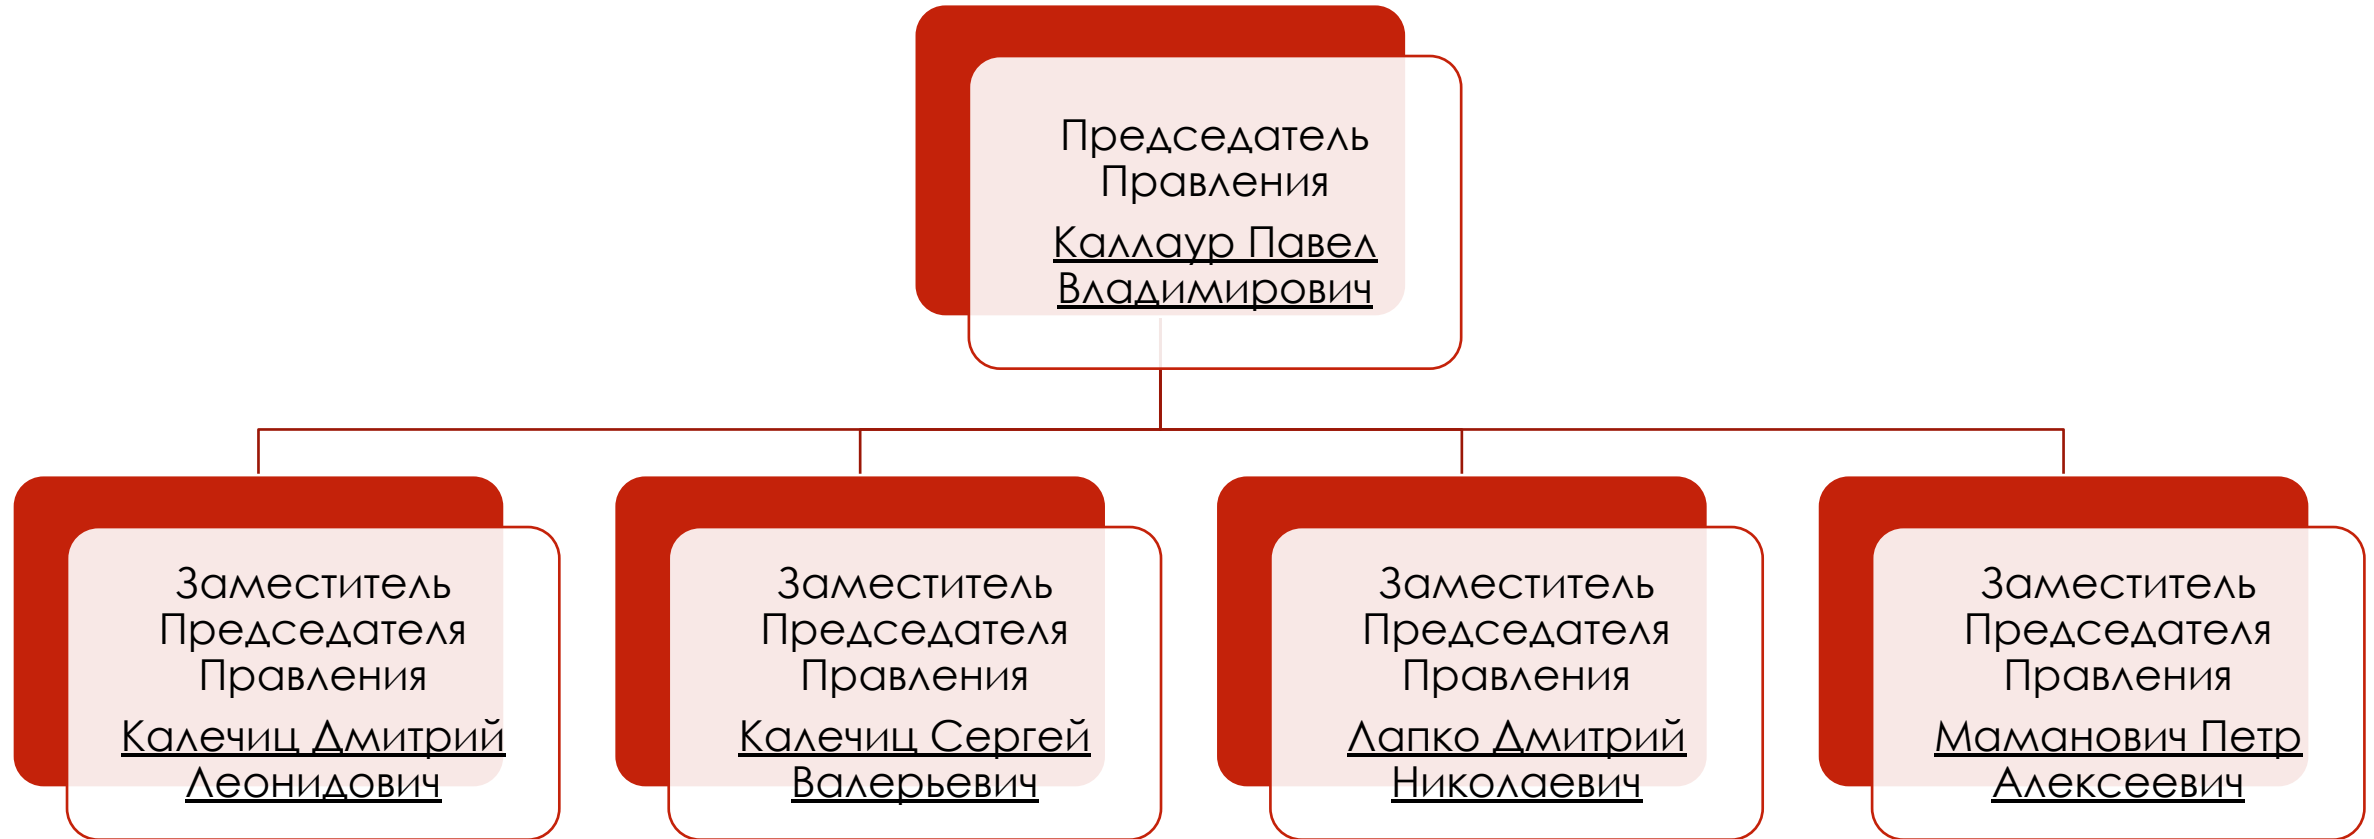 Председатель
Правления
Каллаур Павел
Владимирович
Заместитель
Председателя
Правления
Калечиц Дмитрий
Леонидович
Заместитель
Председателя
Правления
Калечиц Сергей
Валерьевич
Заместитель
Председателя
Правления
Лапко Дмитрий
Николаевич
Заместитель
Председателя
Правления
Маманович Петр
Алексеевич